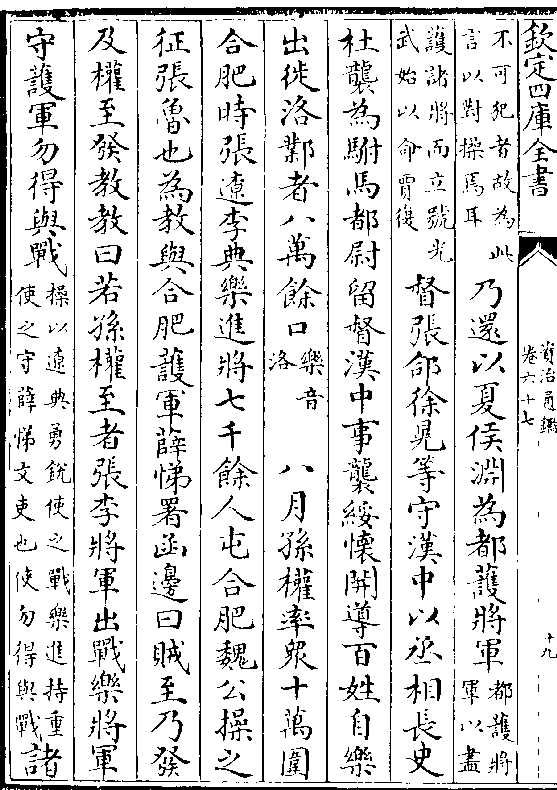 欽定四庫全書
資治通鑑
卷六十七
十九
不可犯者故為此
言以對操焉耳
乃還以夏侯淵為都護將軍
都護將
軍以盡
護諸將而立號光
武始以命賈復
督張郃徐晃等守漢中以丞相長史
杜襲為駙馬都尉留督漢中事襲綏懷開導百姓自樂
出徙洛鄴者八萬餘口
樂音
洛
八月孫權率衆十萬圍
合肥時張遼李典樂進將七千餘人屯合肥魏公操之
征張魯也為教與合肥護軍薛悌署函邊曰賊至乃發
及權至發教教曰若孫權至者張李將軍出戰樂將軍
守護軍勿得與戰
操以遼典勇銳使之戰樂進持重
使之守薛悌文吏也使勿得與戰
諸